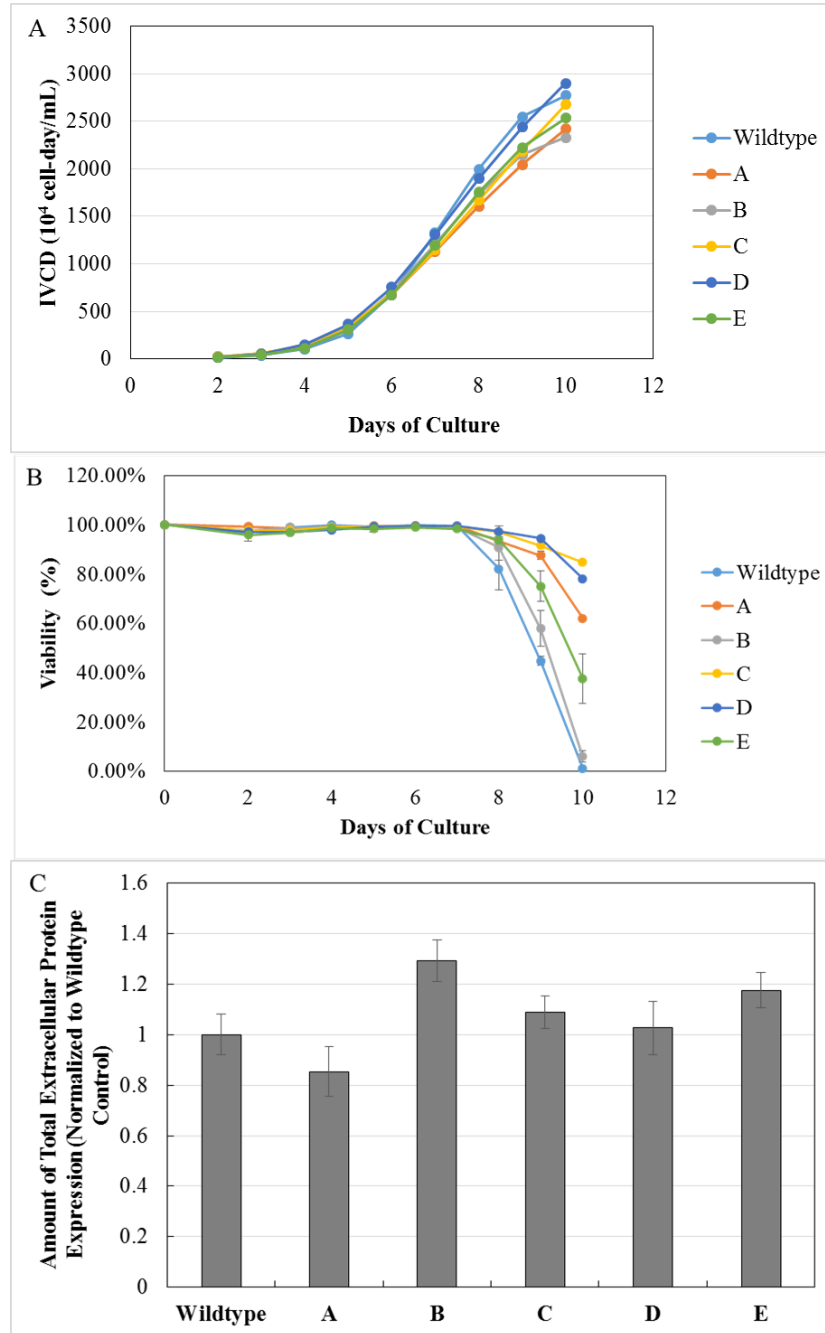 A
3500
3000
2500
2000
1500
1000
500
0
IVCD (10⁴ cell-day/mL)
0 2 4 6 8 10 12
Days of Culture
Wildtype
A
B
C
D
E
B
120.00%
100.00%
80.00%
60.00%
40.00%
20.00%
0.00%
Viability (%)
0 2 4 6 8 10 12
Days of Culture
Wildtype
A
B
C
D
E
C
1.6
1.4
1.2
1
0.8
0.6
0.4
0.2
0
Amount of Total Extracellular Protein
Expression (Normalized to Wildtype
Control)
Wildtype A B C D E